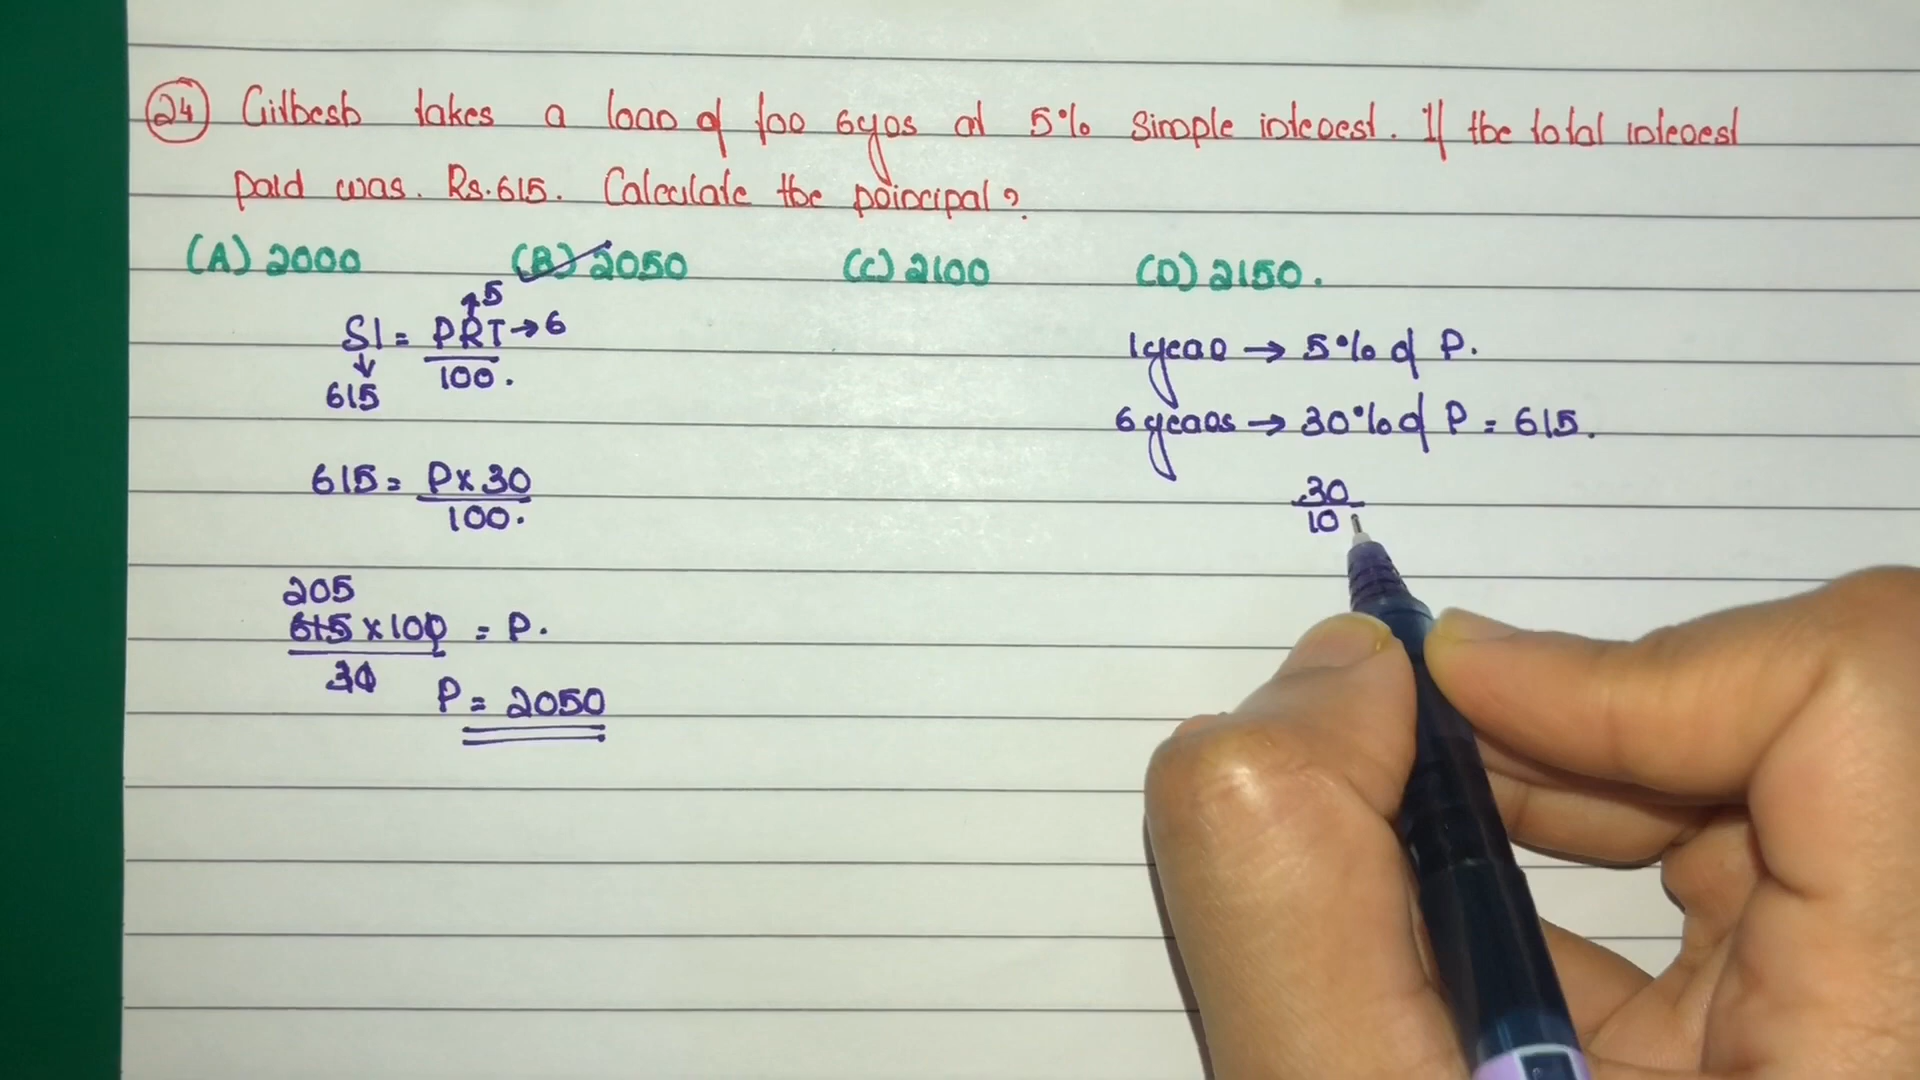 24 Girhesh takes a loan of for 6yrs at 5% simple interest. If the total interest
paid was. Rs.615. Calculate the principal?
(A) 2000 (B) 2050 (C) 2100 (D) 2150.
SI = PRT/100. → 6
5
615
615 = P x 30/100.
205
615 x 100/30 = P.
P = 2050
1year → 5% of P.
6years → 30% of P = 615.
30/10